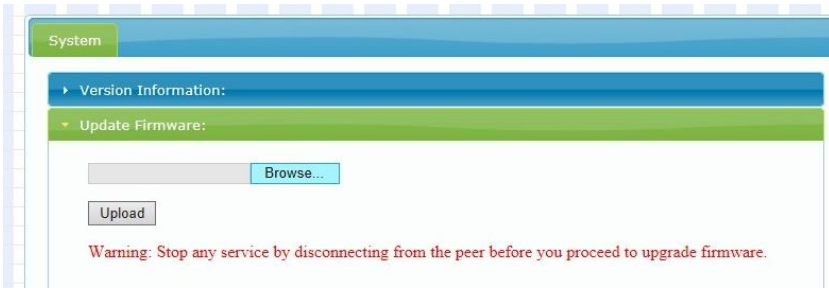 System
Version Information:
Update Firmware:
Browse...
Upload
Warning: Stop any service by disconnecting from the peer before you proceed to upgrade firmware.